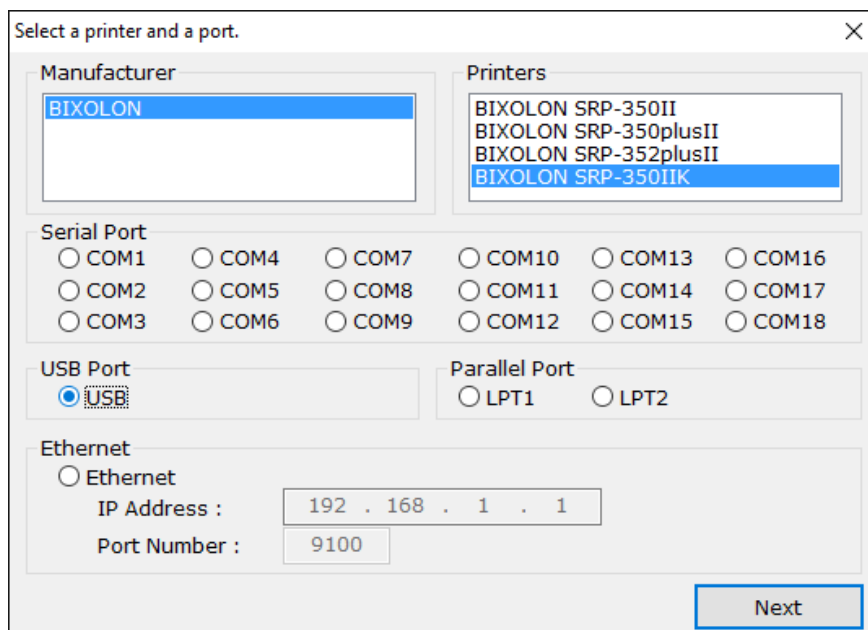 Select a printer and a port.
Manufacturer
BIXOLON
Printers
BIXOLON SRP-350II
BIXOLON SRP-350plusII
BIXOLON SRP-352plusII
BIXOLON SRP-350IIK
Serial Port
COM1 COM4 COM7 COM10 COM13 COM16
COM2 COM5 COM8 COM11 COM14 COM17
COM3 COM6 COM9 COM12 COM15 COM18
USB Port
USB
Parallel Port
LPT1 LPT2
Ethernet
Ethernet
IP Address : 192 . 168 . 1 . 1
Port Number : 9100
Next